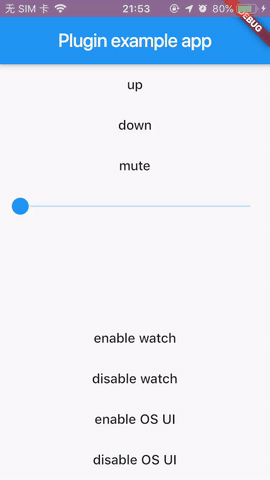 无 SIM 卡 21:53 80%
DEBUG
Plugin example app
up
down
mute
enable watch
disable watch
enable OS UI
disable OS UI